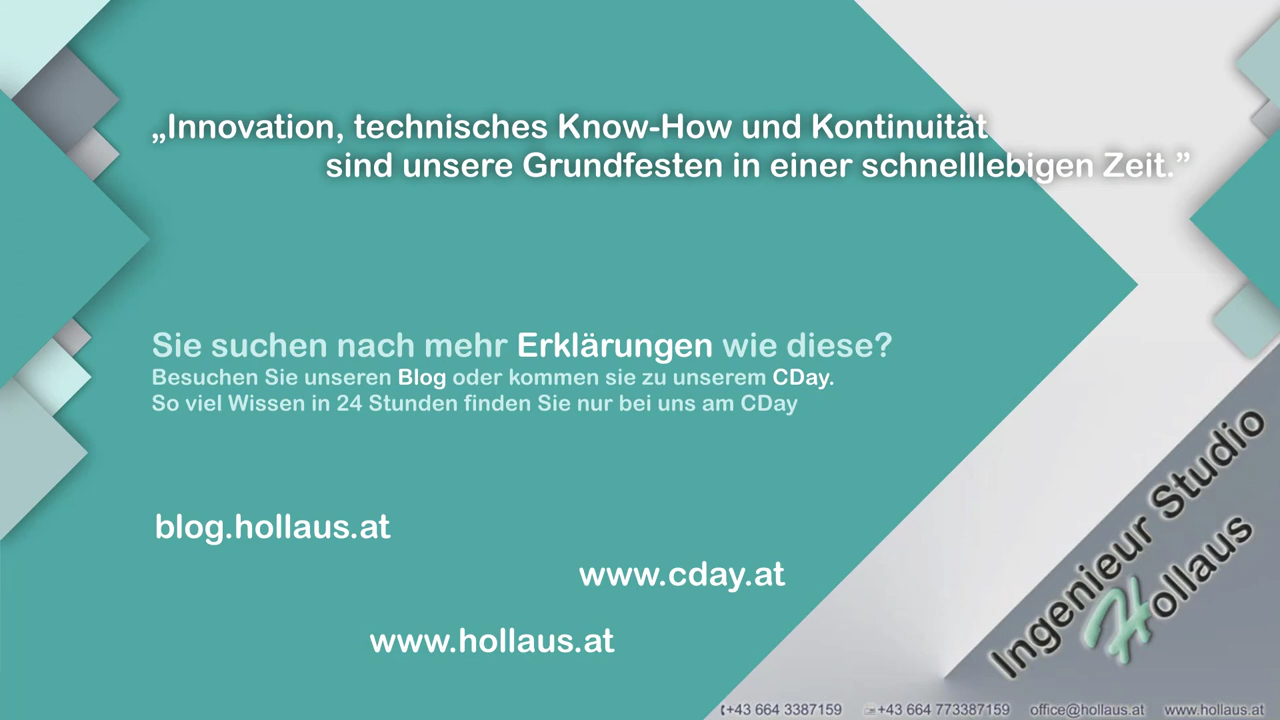 „Innovation, technisches Know-How und Kontinuität
sind unsere Grundfesten in einer schnelllebigen Zeit.”
Sie suchen nach mehr Erklärungen wie diese?
Besuchen Sie unseren Blog oder kommen sie zu unserem CDay.
So viel Wissen in 24 Stunden finden Sie nur bei uns am CDay
blog.hollaus.at
www.cday.at
www.hollaus.at
Ingenieur Studio
Hollaus
+43 664 3387159 +43 664 773387159 office@hollaus.at www.hollaus.at